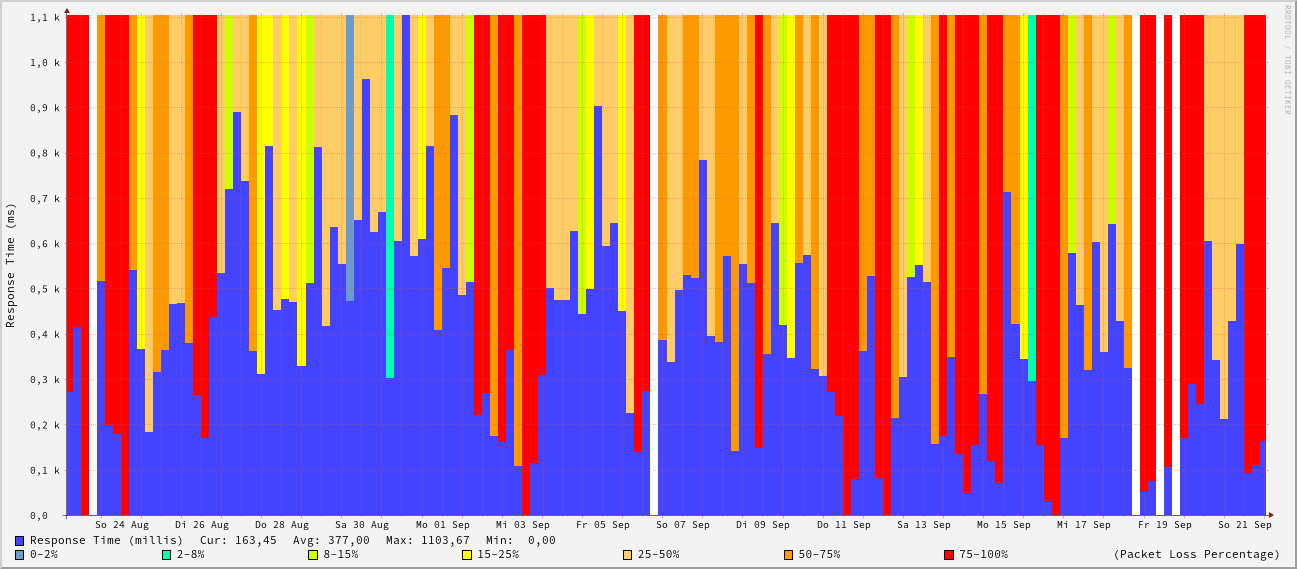 RRDTOOL / TOBI OETIKER
Response Time (ms)
1,1 k
1,0 k
0,9 k
0,8 k
0,7 k
0,6 k
0,5 k
0,4 k
0,3 k
0,2 k
0,1 k
0,0
So 24 Aug Di 26 Aug Do 28 Aug Sa 30 Aug Mo 01 Sep Mi 03 Sep Fr 05 Sep So 07 Sep Di 09 Sep Do 11 Sep Sa 13 Sep Mo 15 Sep Mi 17 Sep Fr 19 Sep So 21 Sep
Response Time (millis) Cur: 163,45 Avg: 377,00 Max: 1103,67 Min: 0,00
0-2% 2-8% 8-15% 15-25% 25-50% 50-75% 75-100% (Packet Loss Percentage)